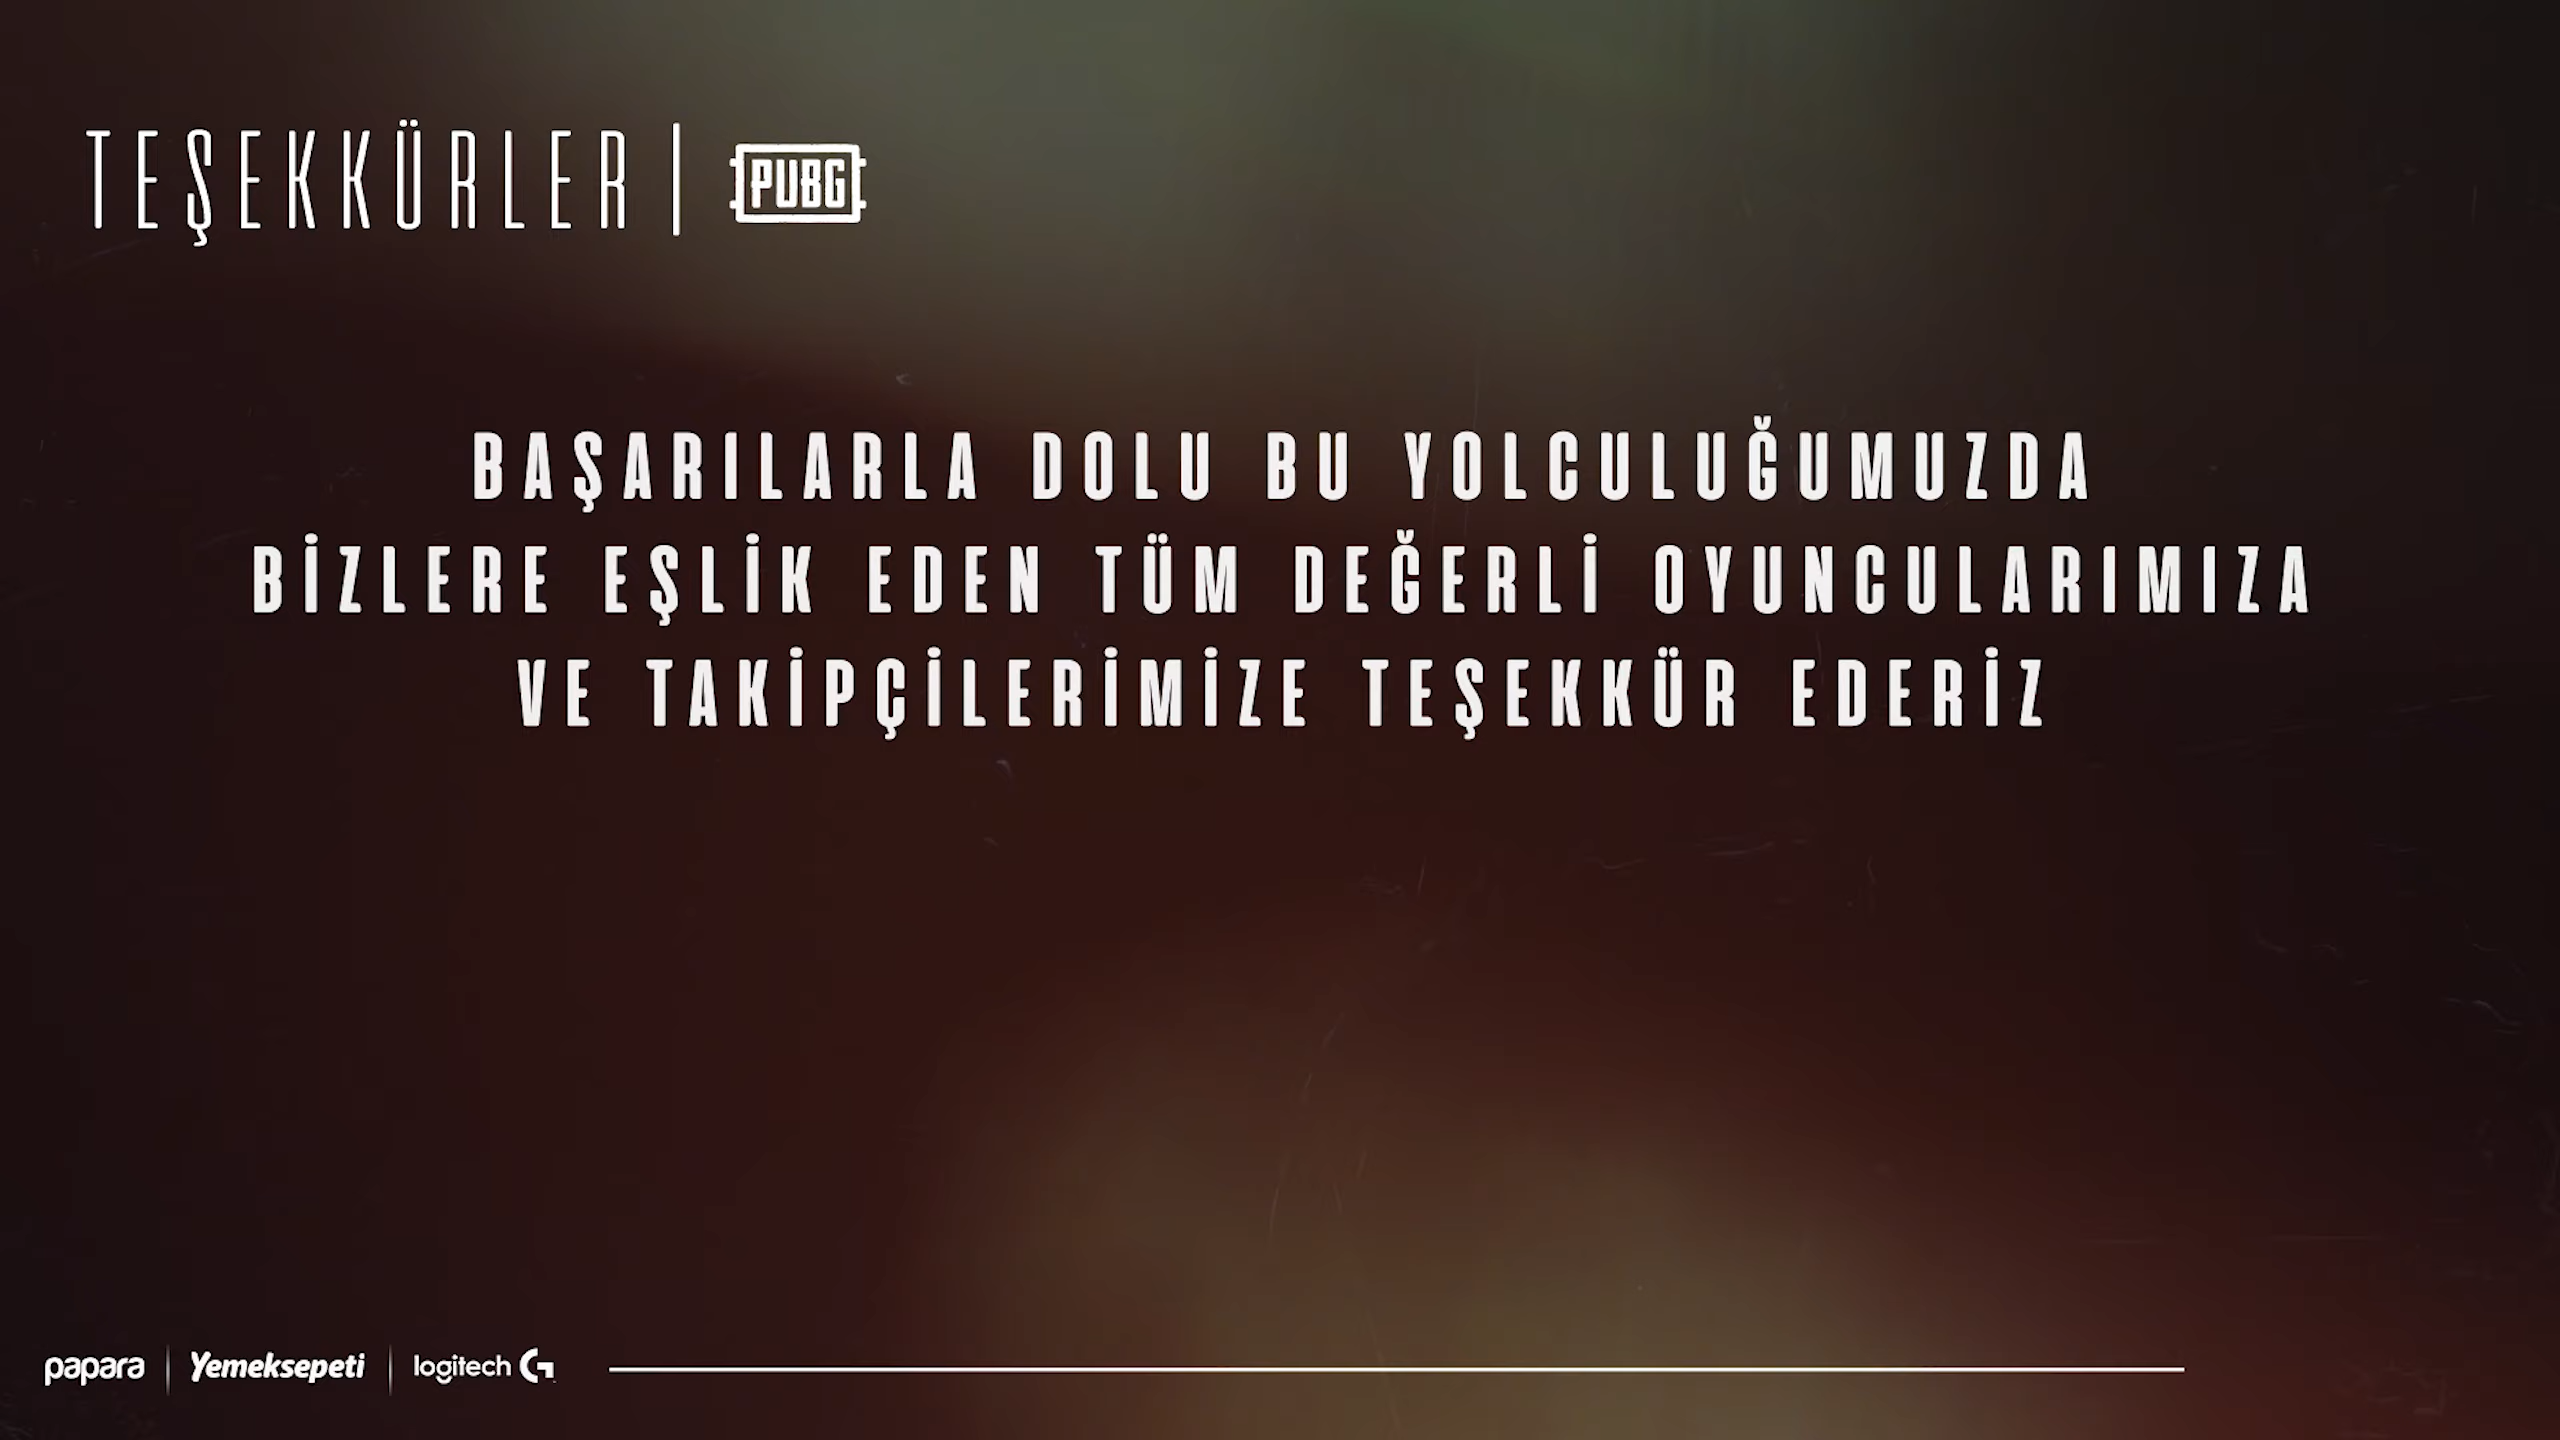 TEŞEKKÜRLER | PUBG
BAŞARILARLA DOLU BU YOLCULUĞUMUZDA
BİZLERE EŞLİK EDEN TÜM DEĞERLİ OYUNCULARIMIZA
VE TAKİPÇİLERİMİZE TEŞEKKÜR EDERİZ
papara | Yemeksepeti | logitech G